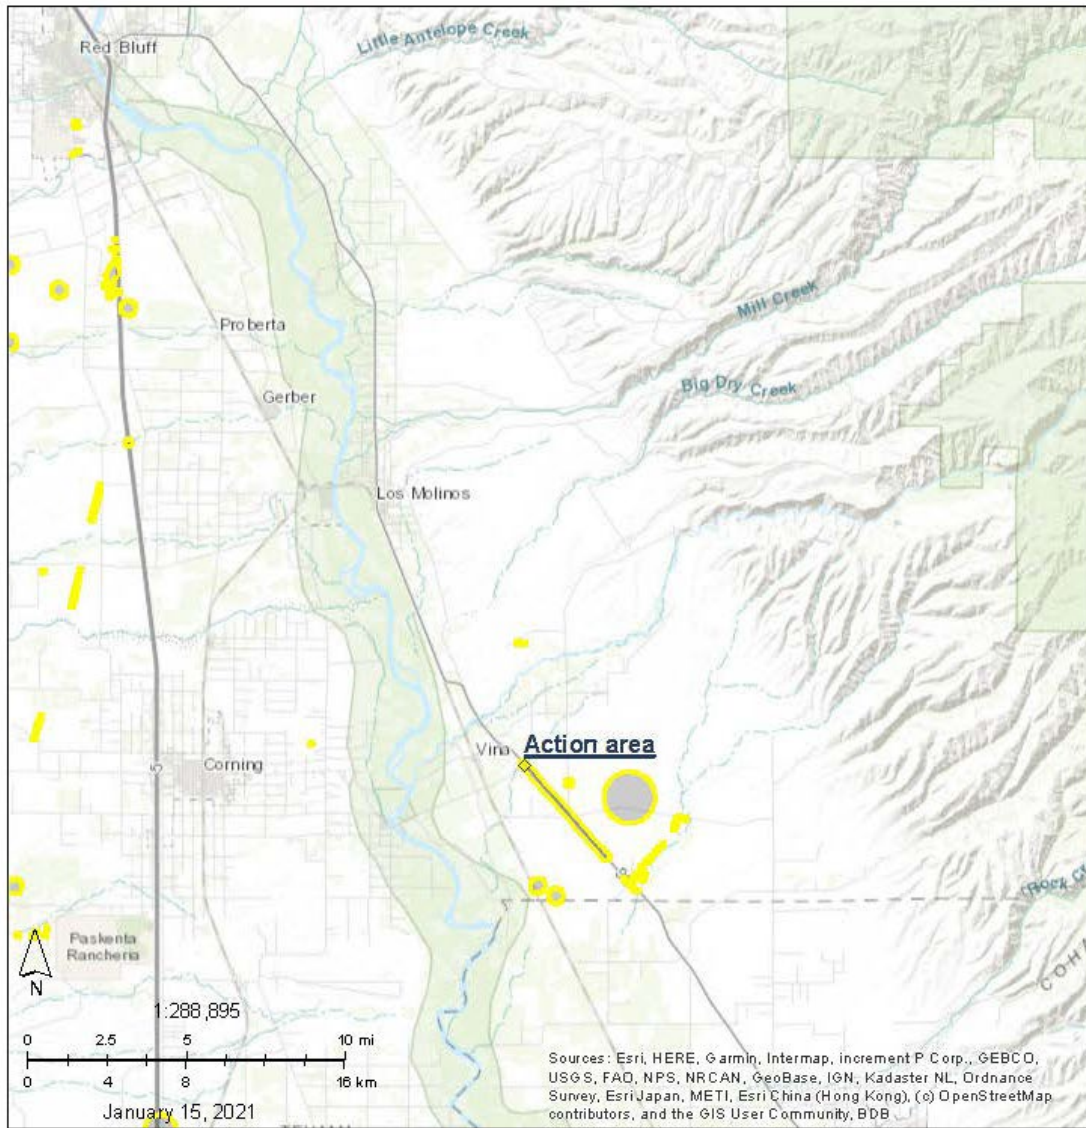 Red Bluff
Little Antelope Creek
Mill Creek
Proberta
Big Dry Creek
Gerber
Los Molinos
Vina
Action area
5
Corning
Paskenta
Rancheria
N
1:288,895
0 2.5 5 10 mi
0 4 8 16 km
January 15, 2021
Sources: Esri, HERE, Garmin, Intermap, increment P Corp., GEBCO,
USGS, FAO, NPS, NRCAN, GeoBase, IGN, Kadaster NL, Ordnance
Survey, Esri Japan, METI, Esri China (Hong Kong), (c) OpenStreetMap
contributors, and the GIS User Community, BDB